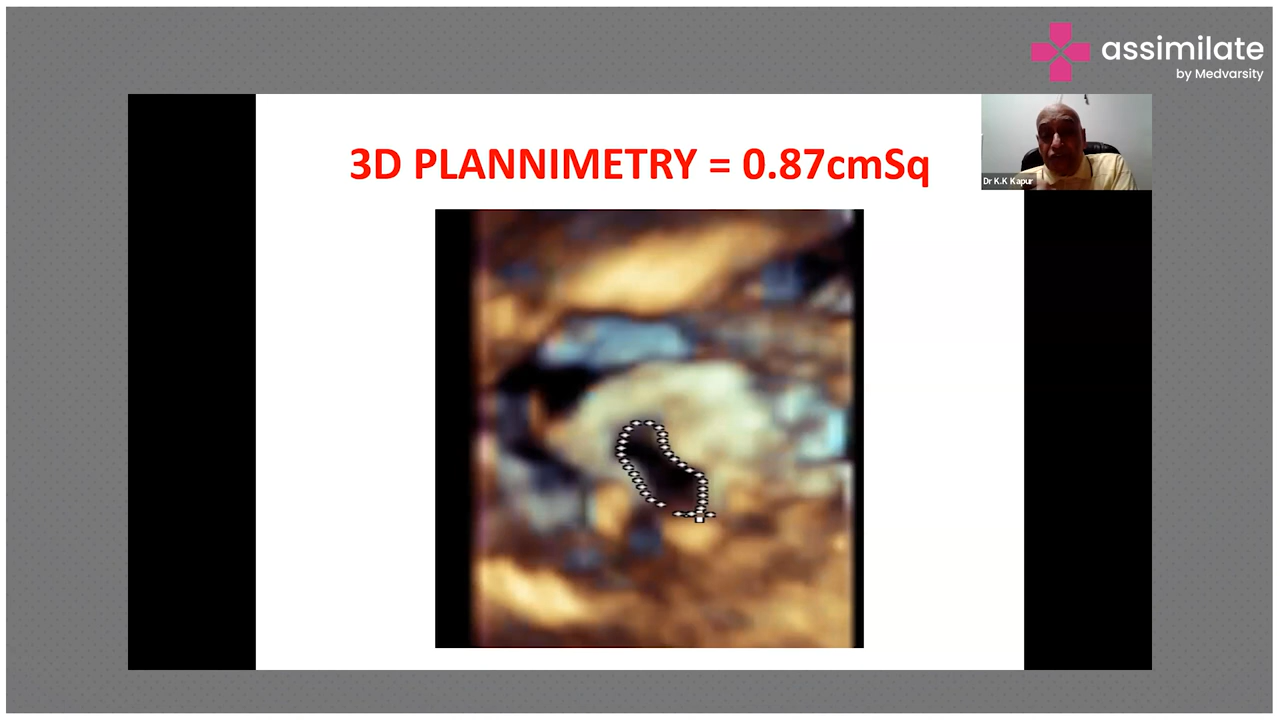 assimilate
by Medvarsity
3D PLANNIMETRY = 0.87cmSq
Dr K.K Kapur